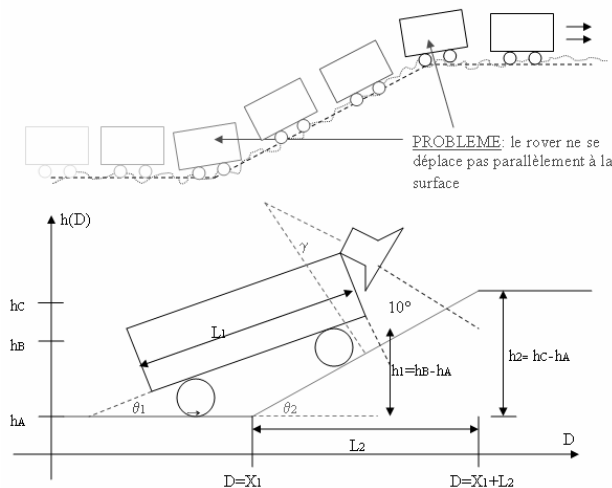 PROBLEME: le rover ne se
déplace pas parallèlement à la
surface
h(D)
γ
hC
10°
L1
hB
h1=hB-hA
h2= hC-hA
θ1
θ2
hA
L2
D
D=X1
D=X1+L2